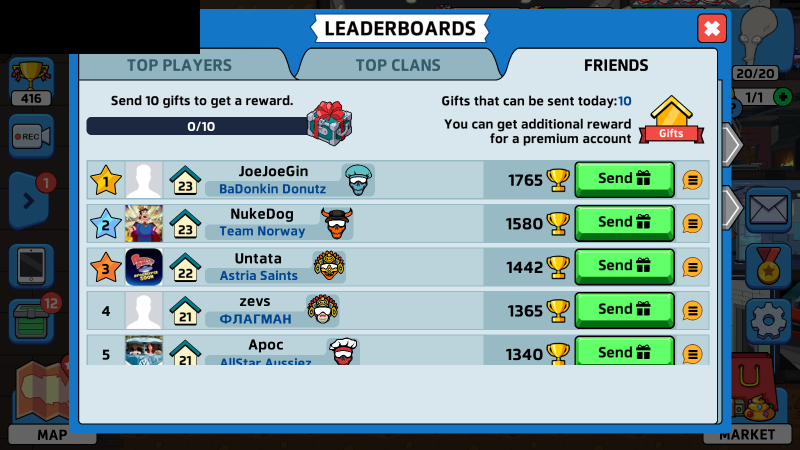 LEADERBOARDS
TOP PLAYERS
TOP CLANS
FRIENDS
Send 10 gifts to get a reward.
0/10
Gifts that can be sent today:10
You can get additional reward
for a premium account
Gifts
1
23
JoeJoeGin
BaDonkin Donutz
1765
Send
2
23
NukeDog
Team Norway
1580
Send
3
22
Untata
Astria Saints
1442
Send
4
21
zevs
ФЛАГМАН
1365
Send
5
21
Apoc
AllStar Aussiez
1340
Send
416
REC
1
12
MAP
20/20
1/1
MARKET